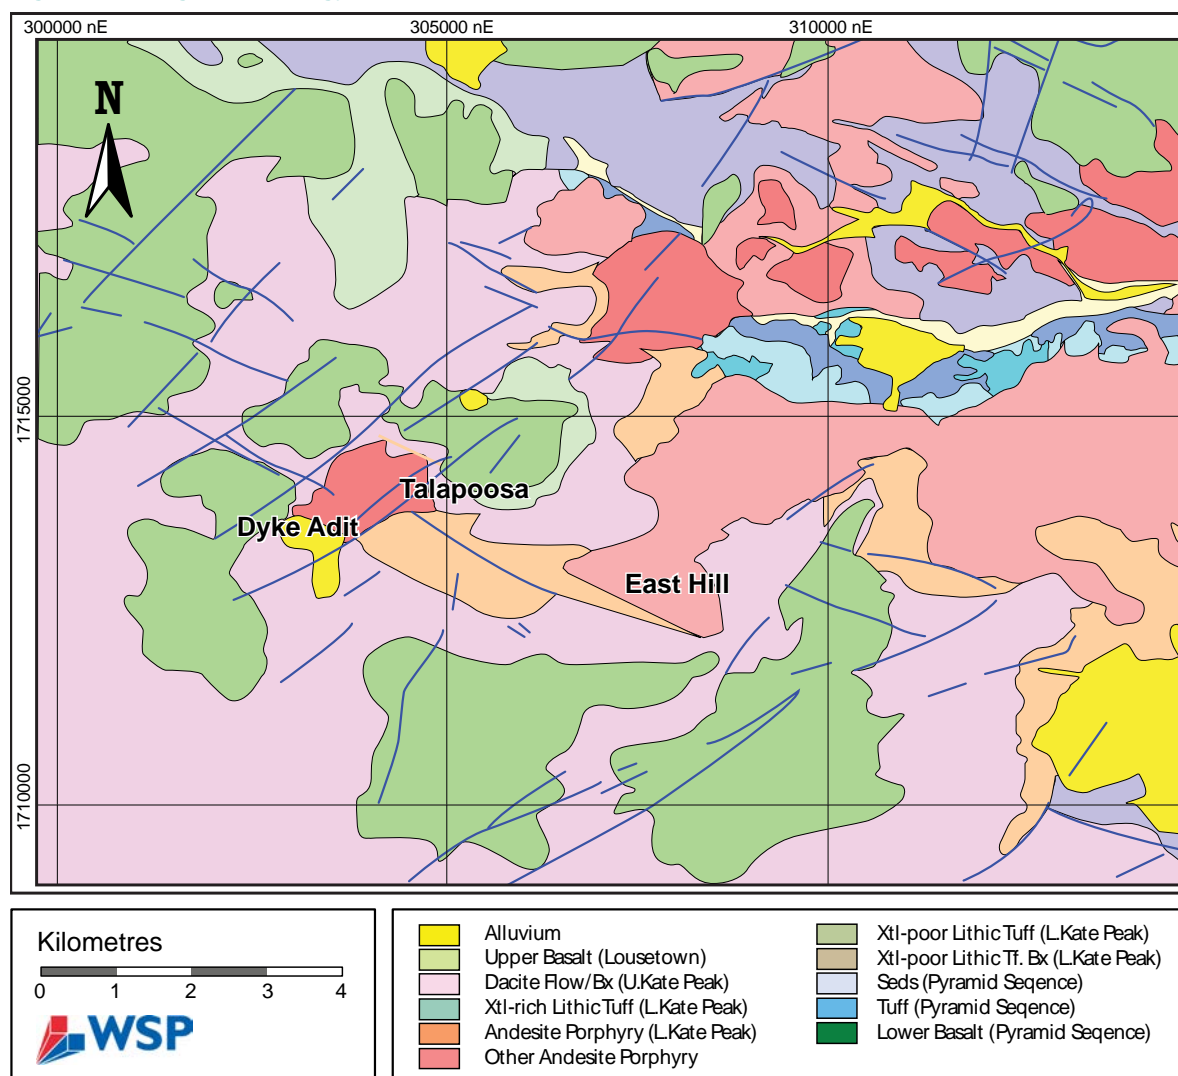 300000 nE
305000 nE
310000 nE
N
1715000
Talapoosa
Dyke Adit
East Hill
1710000
Kilometres
0 1 2 3 4
WSP
Alluvium
Upper Basalt (Lousetown)
Dacite Flow/Bx (U.Kate Peak)
Xtl-rich Lithic Tuff (L.Kate Peak)
Andesite Porphyry (L.Kate Peak)
Other Andesite Porphyry
Xtl-poor Lithic Tuff (L.Kate Peak)
Xtl-poor Lithic Tf. Bx (L.Kate Peak)
Seds (Pyramid Seqence)
Tuff (Pyramid Seqence)
Lower Basalt (Pyramid Seqence)